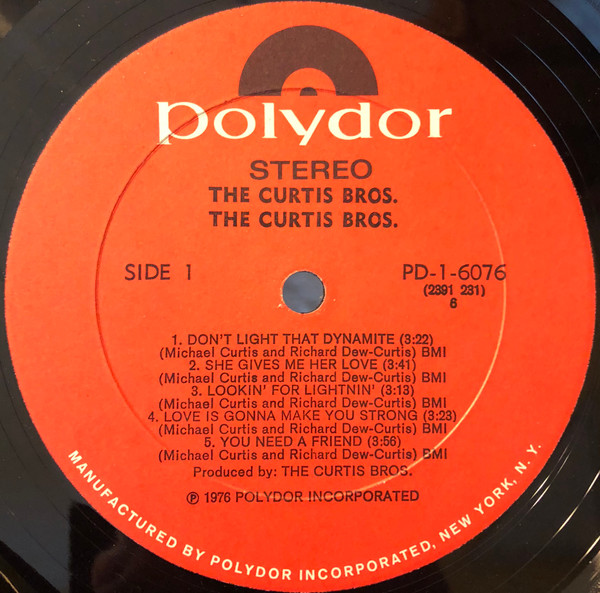 polydor
STEREO
THE CURTIS BROS.
THE CURTIS BROS.
SIDE 1
PD-1-6076
(2391 231)
6
1. DON'T LIGHT THAT DYNAMITE (3:22)
(Michael Curtis and Richard Dew-Curtis) BMI
2. SHE GIVES ME HER LOVE (3:41)
(Michael Curtis and Richard Dew-Curtis) BMI
3. LOOKIN' FOR LIGHTNIN' (3:13)
(Michael Curtis and Richard Dew-Curtis) BMI
4. LOVE IS GONNA MAKE YOU STRONG (3:23)
(Michael Curtis and Richard Dew-Curtis) BMI
5. YOU NEED A FRIEND (3:56)
(Michael Curtis and Richard Dew-Curtis) BMI
Produced by: THE CURTIS BROS.
℗ 1976 POLYDOR INCORPORATED
MANUFACTURED BY POLYDOR INCORPORATED, NEW YORK, N. Y.